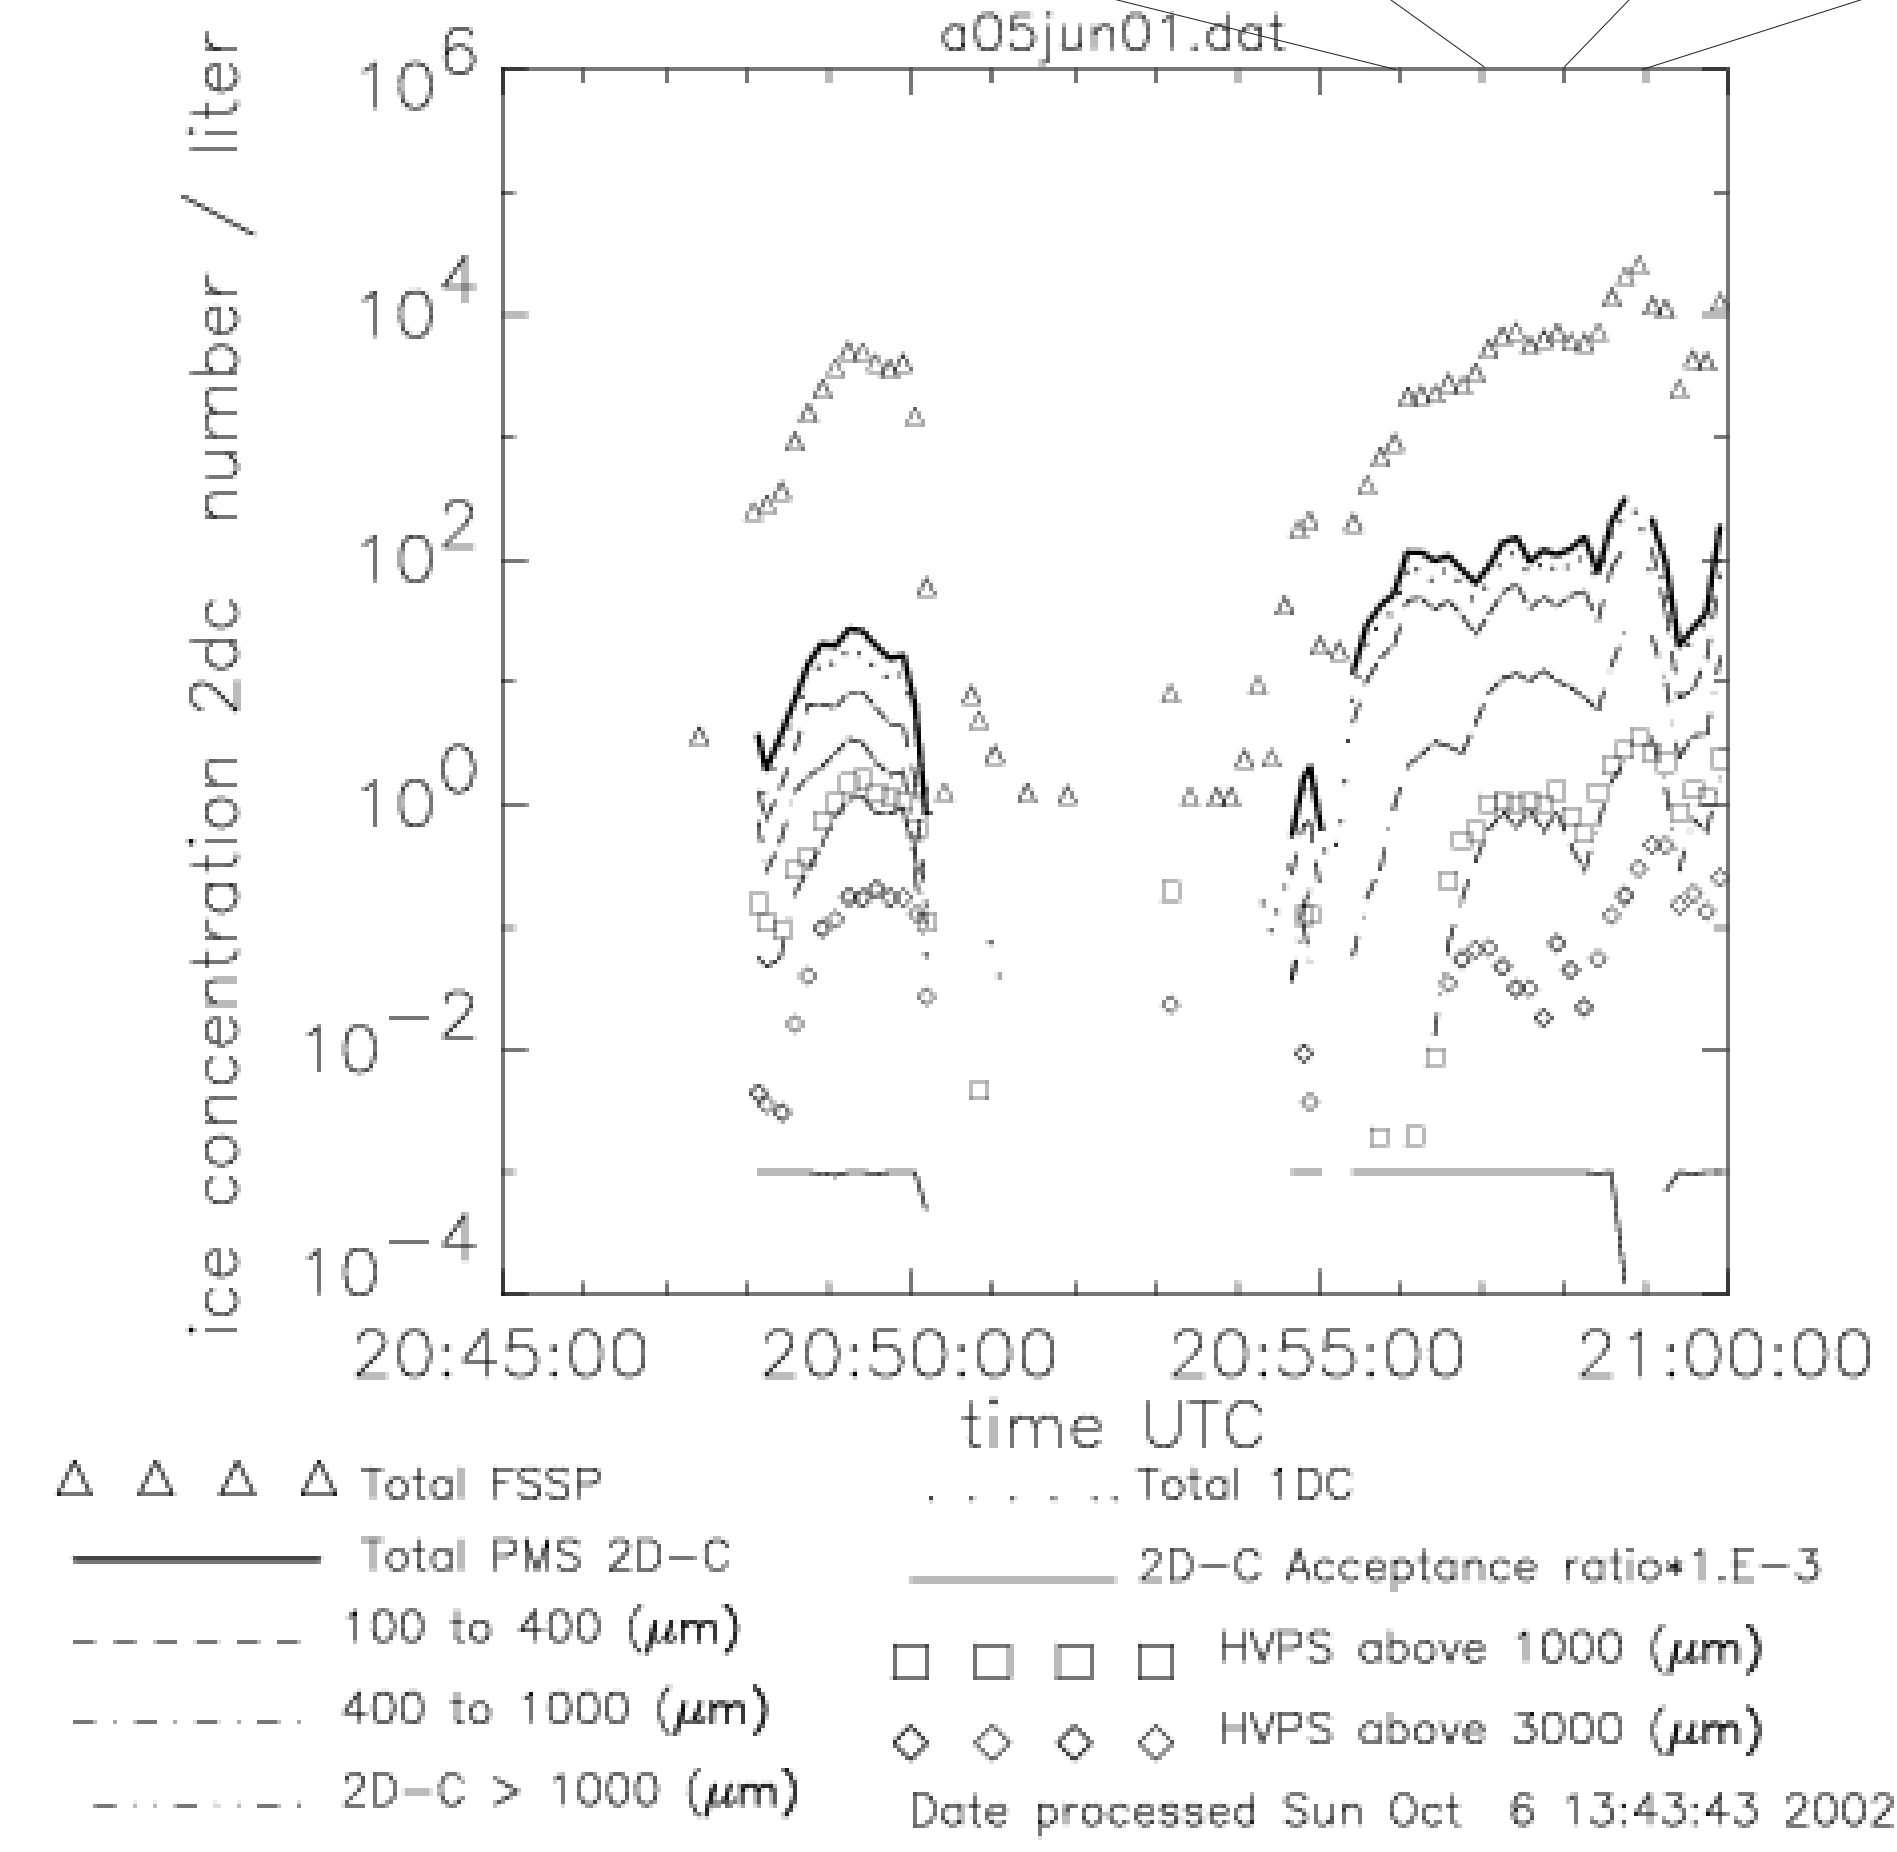 a05jun01.dat
ice concentration 2dc number / liter
10^6
10^4
10^2
10^0
10^-2
10^-4
20:45:00 20:50:00 20:55:00 21:00:00
time UTC
Total FSSP
Total PMS 2D-C
100 to 400 (μm)
400 to 1000 (μm)
2D-C > 1000 (μm)
Total 1DC
2D-C Acceptance ratio*1.E-3
HVPS above 1000 (μm)
HVPS above 3000 (μm)
Date processed Sun Oct 6 13:43:43 2002